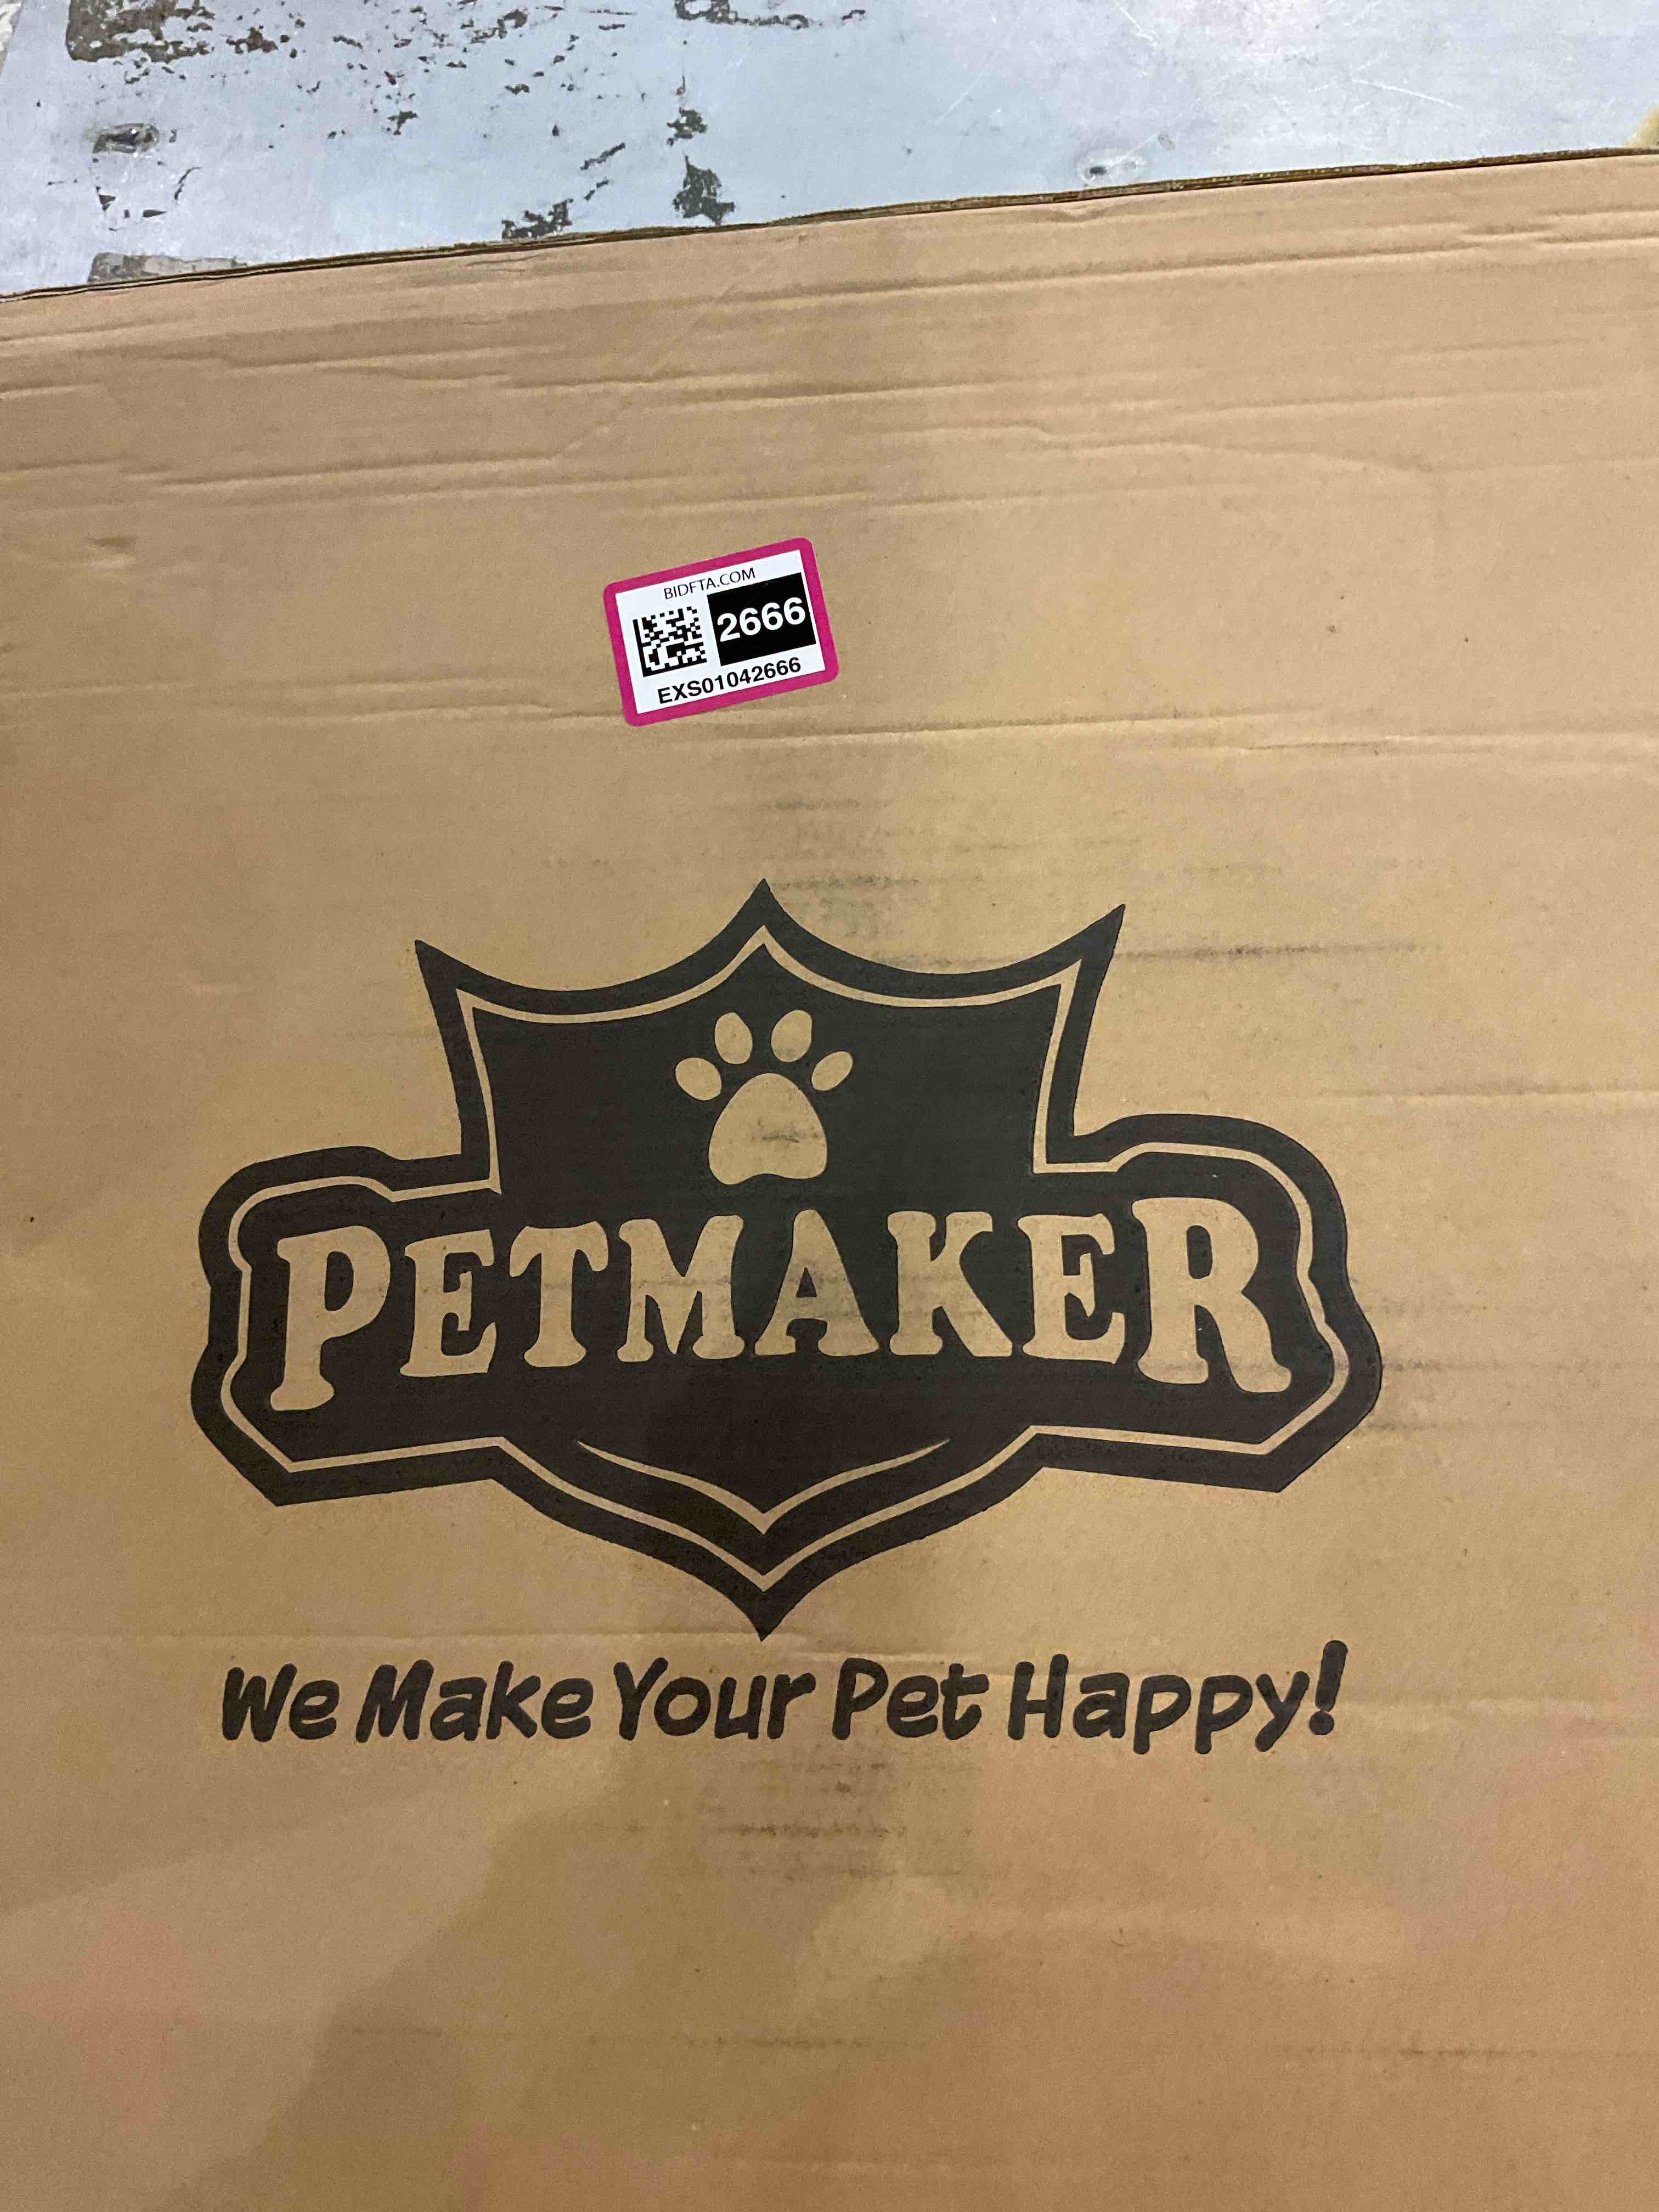 BIDFTA.COM
2666
EXS01042666
PETMAKER
We Make Your Pet Happy!